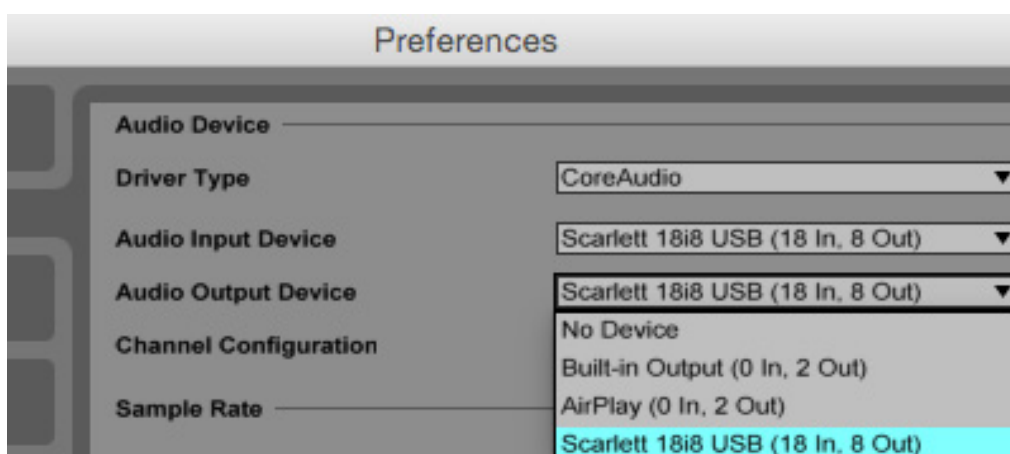 Preferences
Audio Device
Driver Type CoreAudio
Audio Input Device Scarlett 18i8 USB (18 In, 8 Out)
Audio Output Device Scarlett 18i8 USB (18 In, 8 Out)
No Device
Channel Configuration
Built-in Output (0 In, 2 Out)
Sample Rate AirPlay (0 In, 2 Out)
Scarlett 18i8 USB (18 In, 8 Out)